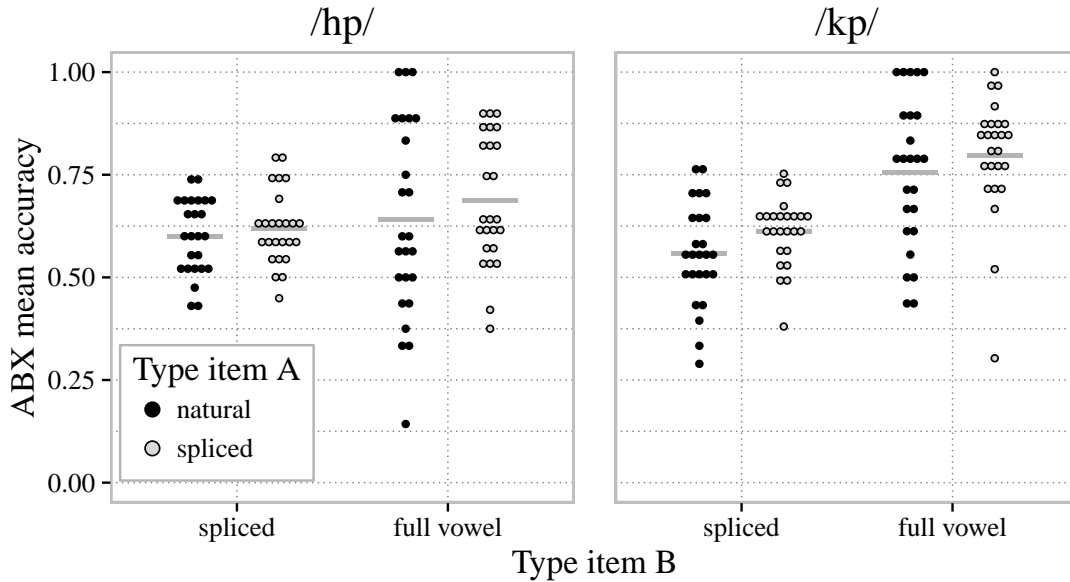 /hp/
/kp/
ABX mean accuracy
1.00
0.75
0.50
0.25
0.00
Type item A
natural
spliced
spliced
full vowel
spliced
full vowel
Type item B